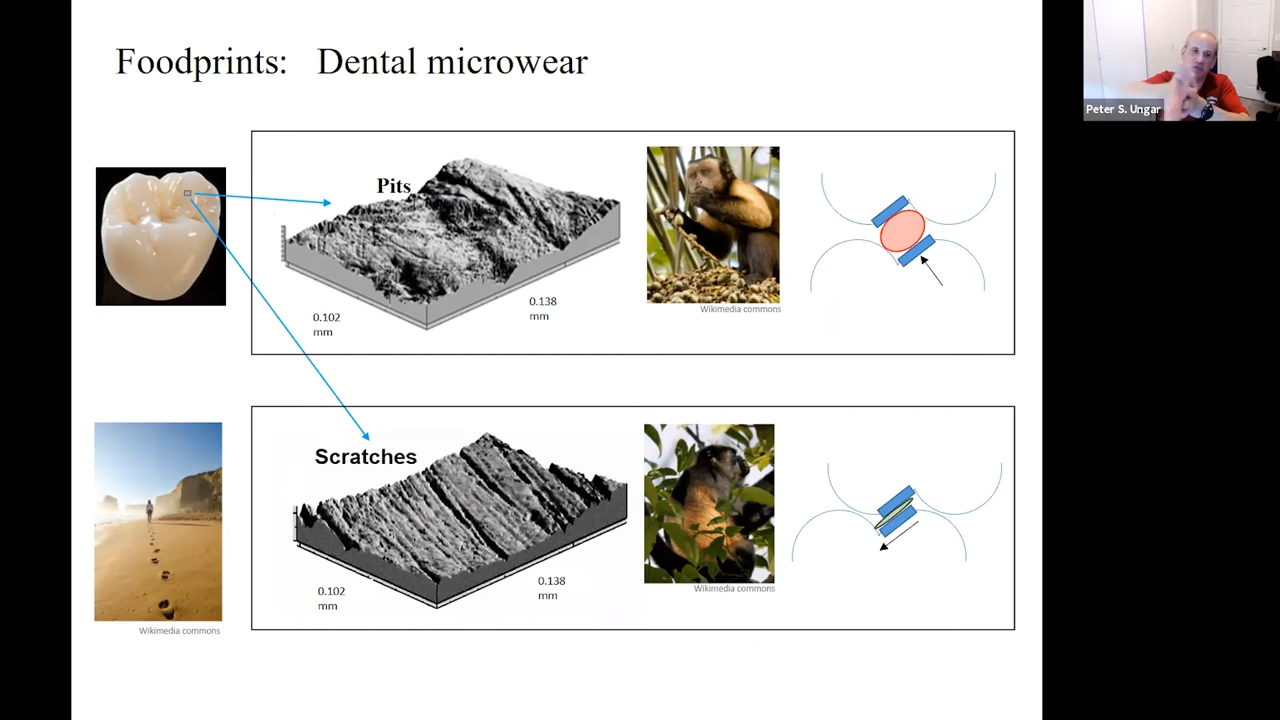 Foodprints: Dental microwear
Peter S. Ungar
Pits
0.102
mm
0.138
mm
Wikimedia commons
Scratches
0.102
mm
0.138
mm
Wikimedia commons
Wikimedia commons